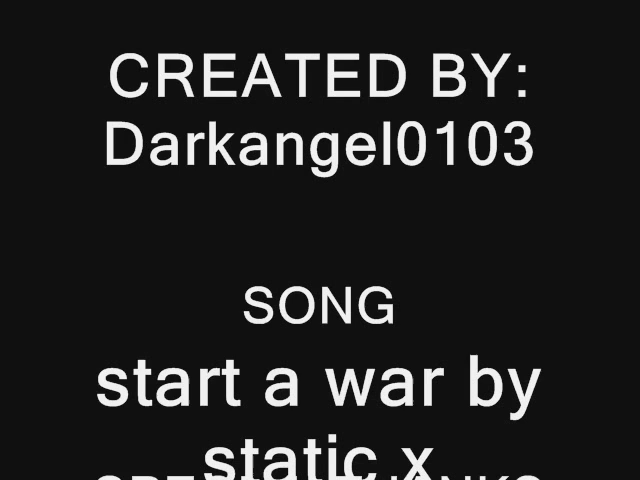 CREATED BY:
Darkangel0103
SONG
start a war by
static x